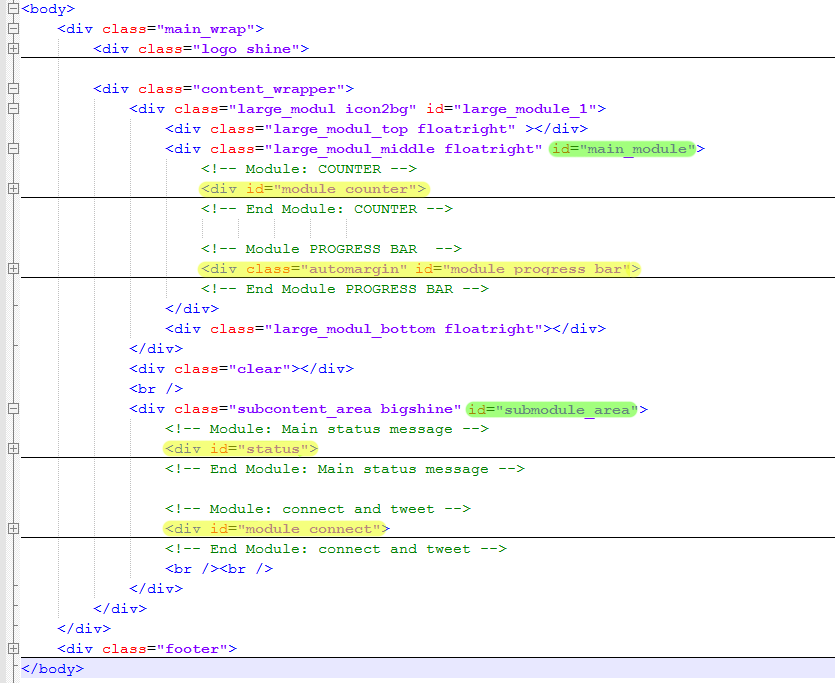 <body>
<div class="main_wrap">
<div class="logo shine">
<div class="content_wrapper">
<div class="large_modul icon2bg" id="large_module_1">
<div class="large_modul_top floatright" ></div>
<div class="large_modul_middle floatright" id="main_module">
<!-- Module: COUNTER -->
<div id="module_counter">
<!-- End Module: COUNTER -->
<!-- Module PROGRESS BAR  -->
<div class="automargin" id="module_progress_bar">
<!-- End Module PROGRESS BAR -->
</div>
<div class="large_modul_bottom floatright"></div>
</div>
<div class="clear"></div>
<br />
<div class="subcontent_area bigshine" id="submodule_area">
<!-- Module: Main status message -->
<div id="status">
<!-- End Module: Main status message -->
<!-- Module: connect and tweet -->
<div id="module_connect">
<!-- End Module: connect and tweet -->
<br /><br />
</div>
</div>
</div>
<div class="footer">
</body>